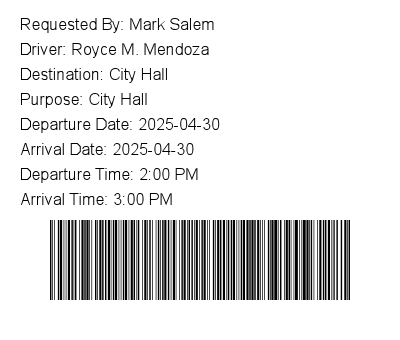 Requested By: Mark Salem
Driver: Royce M. Mendoza
Destination: City Hall
Purpose: City Hall
Departure Date: 2025-04-30
Arrival Date: 2025-04-30
Departure Time: 2:00 PM
Arrival Time: 3:00 PM